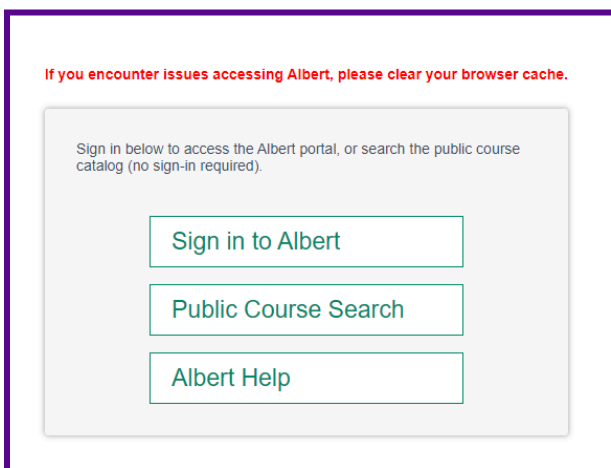 If you encounter issues accessing Albert, please clear your browser cache.
Sign in below to access the Albert portal, or search the public course
catalog (no sign-in required).
Sign in to Albert
Public Course Search
Albert Help